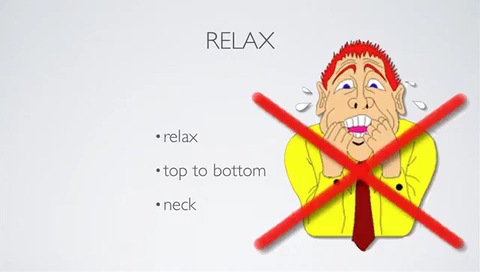 RELAX
• relax
• top to bottom
• neck